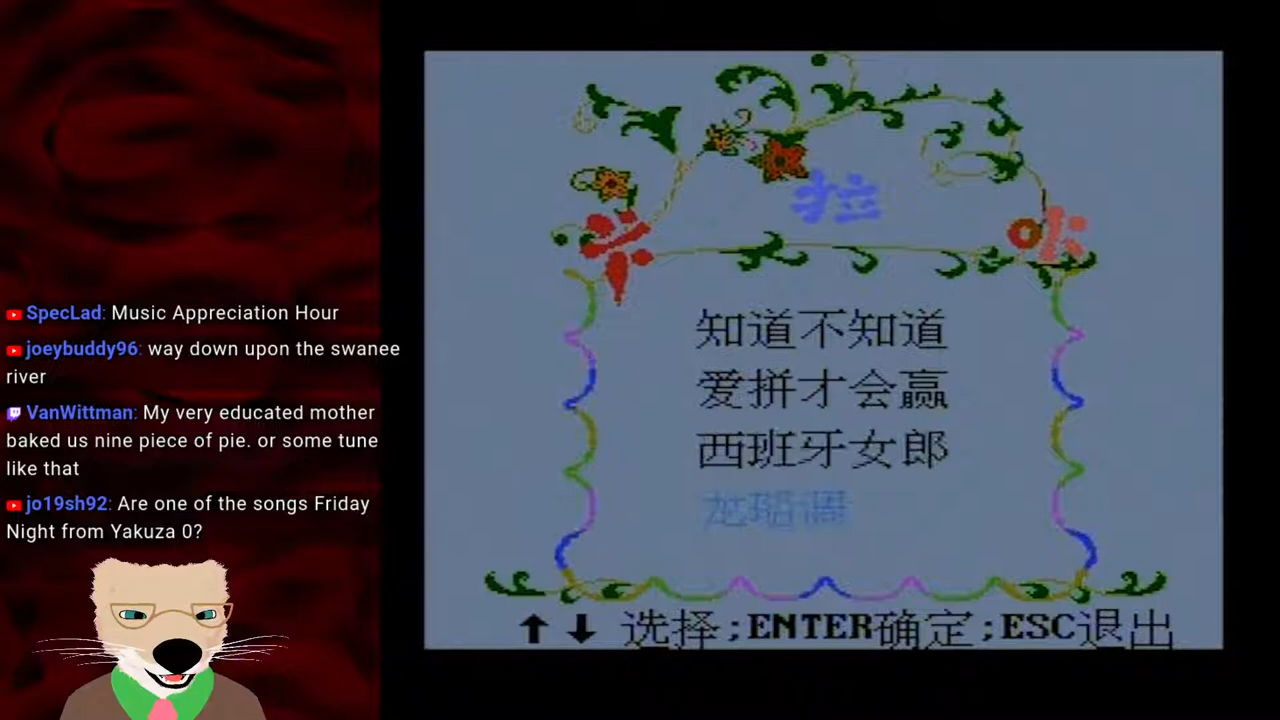 SpecLad: Music Appreciation Hour
joeybuddy96: way down upon the swanee
river
VanWittman: My very educated mother
baked us nine piece of pie. or some tune
like that
jo19sh92: Are one of the songs Friday
Night from Yakuza 0?
拉
知道不知道
爱拼才会赢
西班牙女郎
↑ ↓ 选择;ENTER确定;ESC退出